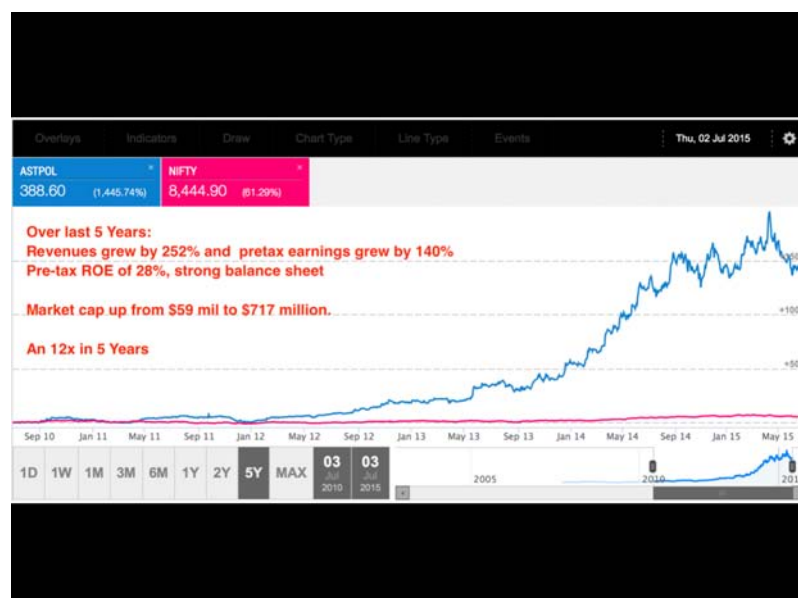 Overlays Indicators Draw Chart Type Line Type Events Thu, 02 Jul 2015
ASTPOL × NIFTY ×
388.60 (1,445.74%) 8,444.90 (61.29%)
Over last 5 Years:
Revenues grew by 252% and pretax earnings grew by 140%
Pre-tax ROE of 28%, strong balance sheet
Market cap up from $59 mil to $717 million.
An 12x in 5 Years
+100
+50
Sep 10 Jan 11 May 11 Sep 11 Jan 12 May 12 Sep 12 Jan 13 May 13 Sep 13 Jan 14 May 14 Sep 14 Jan 15 May 15
1D 1W 1M 3M 6M 1Y 2Y 5Y MAX
03 Jul 2010
03 Jul 2015
2005 2010 201